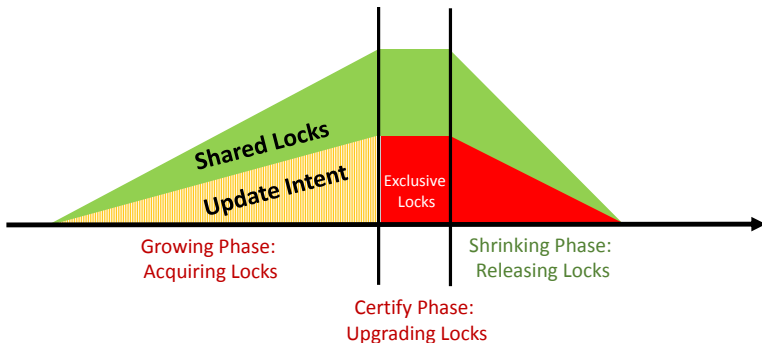 Shared Locks
Update Intent
Exclusive
Locks
Growing Phase:
Acquiring Locks
Shrinking Phase:
Releasing Locks
Certify Phase:
Upgrading Locks